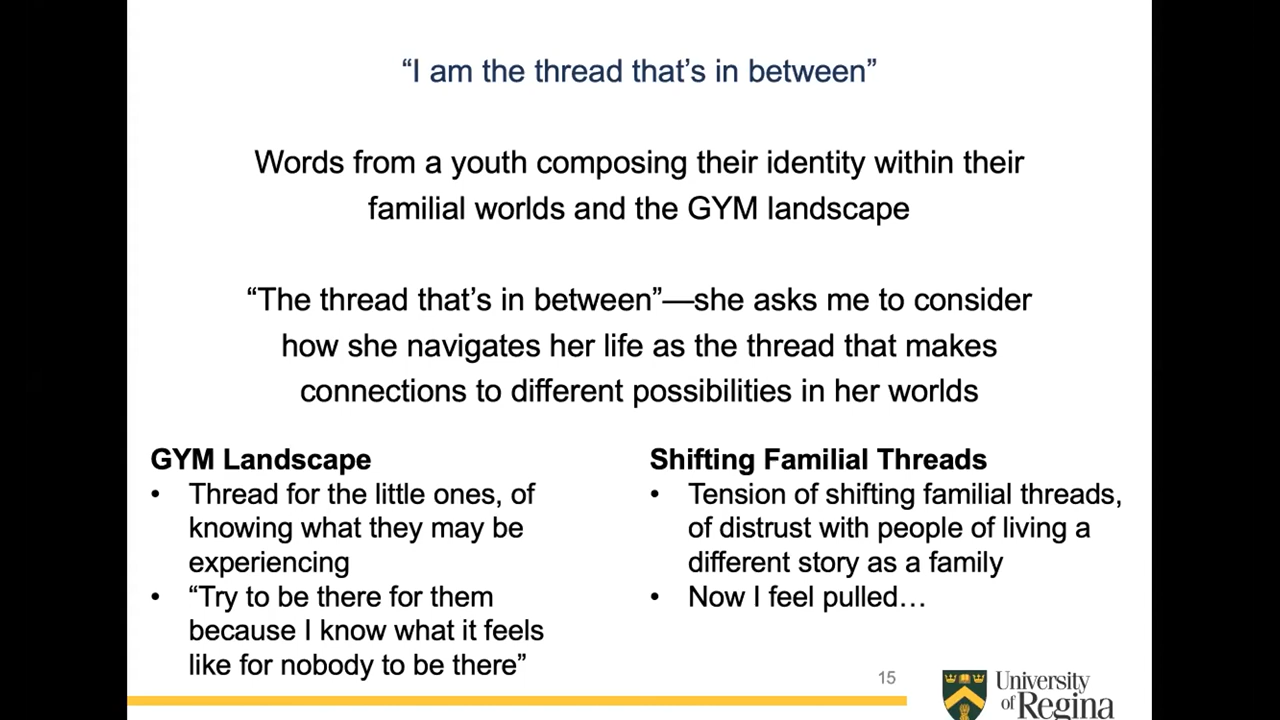 “I am the thread that’s in between”
Words from a youth composing their identity within their
familial worlds and the GYM landscape
“The thread that’s in between”—she asks me to consider
how she navigates her life as the thread that makes
connections to different possibilities in her worlds
GYM Landscape
• Thread for the little ones, of
knowing what they may be
experiencing
• “Try to be there for them
because I know what it feels
like for nobody to be there”
Shifting Familial Threads
• Tension of shifting familial threads,
of distrust with people of living a
different story as a family
• Now I feel pulled…
15
University
of Regina